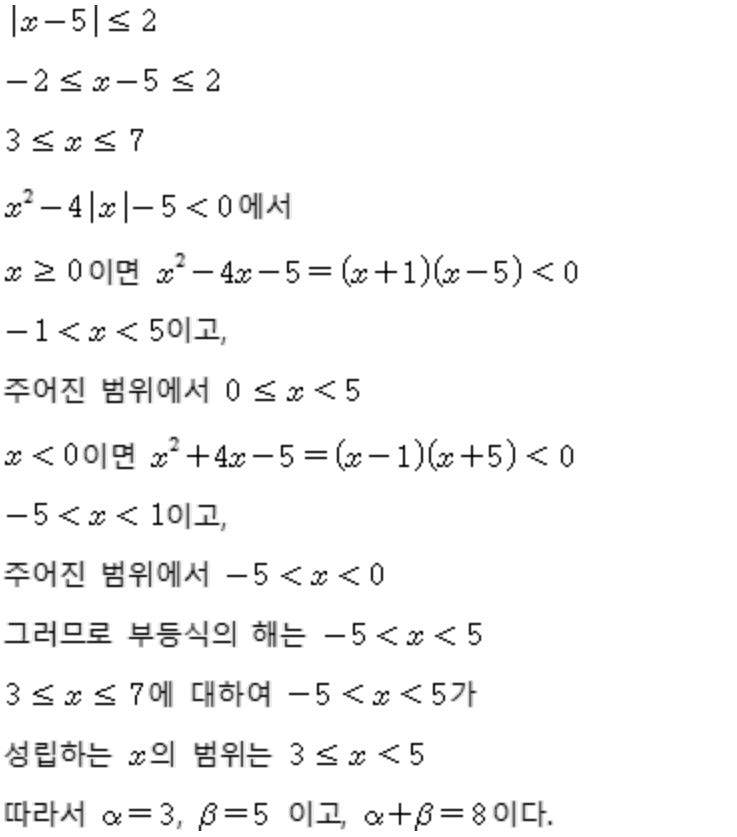 |x−5| ≤ 2
−2 ≤ x−5 ≤ 2
3 ≤ x ≤ 7
x²−4|x|−5 < 0에서
x ≥ 0이면 x²−4x−5 = (x+1)(x−5) < 0
−1 < x < 5이고,
주어진 범위에서 0 ≤ x < 5
x < 0이면 x²+4x−5 = (x−1)(x+5) < 0
−5 < x < 1이고,
주어진 범위에서 −5 < x < 0
그러므로 부등식의 해는 −5 < x < 5
3 ≤ x ≤ 7에 대하여 −5 < x < 5가
성립하는 x의 범위는 3 ≤ x < 5
따라서 α=3, β=5 이고, α+β=8이다.